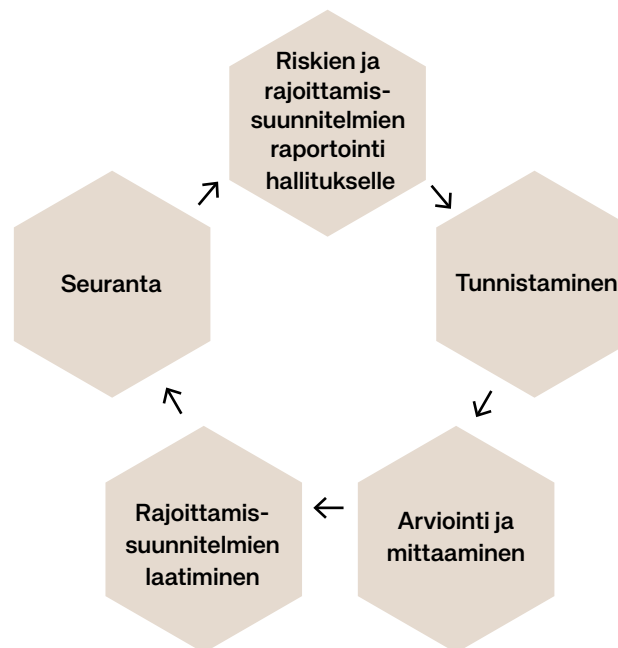 Riskien ja
rajoittamis-
suunnitelmien
raportointi
hallitukselle
Tunnistaminen
Arviointi ja
mittaaminen
Rajoittamis-
suunnitelmien
laatiminen
Seuranta